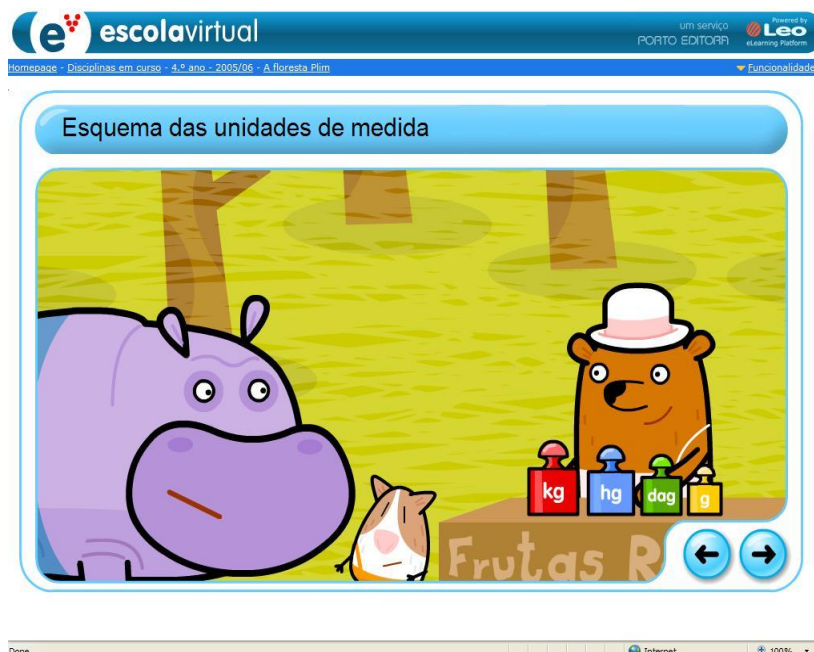 escolavirtual
um serviço
PORTO EDITORA
Powered by
Leo
eLearning Platform
Homepage - Disciplinas em curso - 4.º ano - 2005/06 - A floresta Plim
Funcionalidade
Esquema das unidades de medida
kg
hg
dag
g
Frutas R
Done
Internet
100%